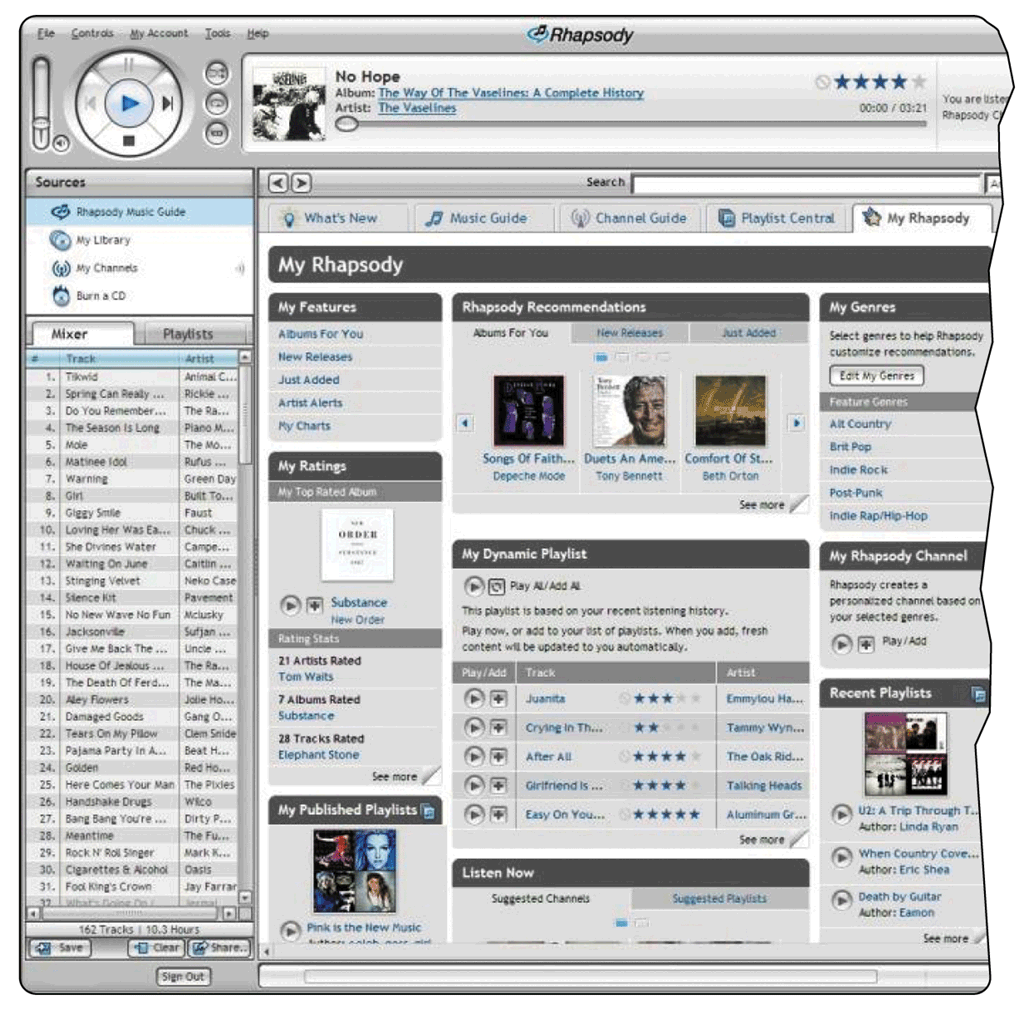 File Controls My Account Tools Help
Rhapsody
No Hope
Album: The Way Of The Vaselines: A Complete History
Artist: The Vaselines
00:00 / 03:21
You are liste
Rhapsody C
Sources
Rhapsody Music Guide
My Library
My Channels
Burn a CD
Mixer Playlists
# Track Artist
1. Tikwid Animal C...
2. Spring Can Really ... Rickie ...
3. Do You Remember... The Ra...
4. The Season Is Long Piano M...
5. Mole The Mo...
6. Matinee Idol Rufus ...
7. Warning Green Day
8. Girl Built To...
9. Giggy Smile Faust
10. Loving Her Was Ea... Chuck ...
11. She Divines Water Campe...
12. Waiting On June Caitlin ...
13. Stinging Velvet Neko Case
14. Silence Kit Pavement
15. No New Wave No Fun Mclusky
16. Jacksonville Sufjan ...
17. Give Me Back The ... Uncle ...
18. House Of Jealous ... The Ra...
19. The Death Of Ferd... The Ma...
20. Alley Flowers Jolie Ho...
21. Damaged Goods Gang O...
22. Tears On My Pillow Clem Snide
23. Pajama Party In A... Beat H...
24. Golden Red Ho...
25. Here Comes Your Man The Pixies
26. Handshake Drugs Wilco
27. Bang Bang You're ... Dirty P...
28. Meantime The Fu...
29. Rock N' Roll Singer Mark K...
30. Cigarettes & Alcohol Oasis
31. Fool King's Crown Jay Farrar
32. What's Going On /
162 Tracks | 10.3 Hours
Save Clear Share...
Sign Out
Search
What's New Music Guide Channel Guide Playlist Central My Rhapsody
My Rhapsody
My Features
Albums For You
New Releases
Just Added
Artist Alerts
My Charts
My Ratings
My Top Rated Album
NEW
ORDER
SUBSTANCE
1987
Substance
New Order
Rating Stats
21 Artists Rated
Tom Waits
7 Albums Rated
Substance
28 Tracks Rated
Elephant Stone
See more
My Published Playlists
Pink is the New Music
Author:
Rhapsody Recommendations
Albums For You New Releases Just Added
Songs Of Faith... Duets An Ame... Comfort Of St...
Depeche Mode Tony Bennett Beth Orton
See more
My Dynamic Playlist
Play All/Add All
This playlist is based on your recent listening history.
Play now, or add to your list of playlists. When you add, fresh
content will be updated to you automatically.
Play/Add Track Artist
Juanita Emmylou Ha...
Crying In Th... Tammy Wyn...
After All The Oak Rid...
Girlfriend Is ... Talking Heads
Easy On You... Aluminum Gr...
See more
Listen Now
Suggested Channels Suggested Playlists
My Genres
Select genres to help Rhapsody
customize recommendations.
Edit My Genres
Feature Genres
Alt Country
Brit Pop
Indie Rock
Post-Punk
Indie Rap/Hip-Hop
My Rhapsody Channel
Rhapsody creates a
personalized channel based on
your selected genres.
Play/Add
Recent Playlists
U2: A Trip Through T...
Author: Linda Ryan
When Country Cove...
Author: Eric Shea
Death by Guitar
Author: Eamon
See more